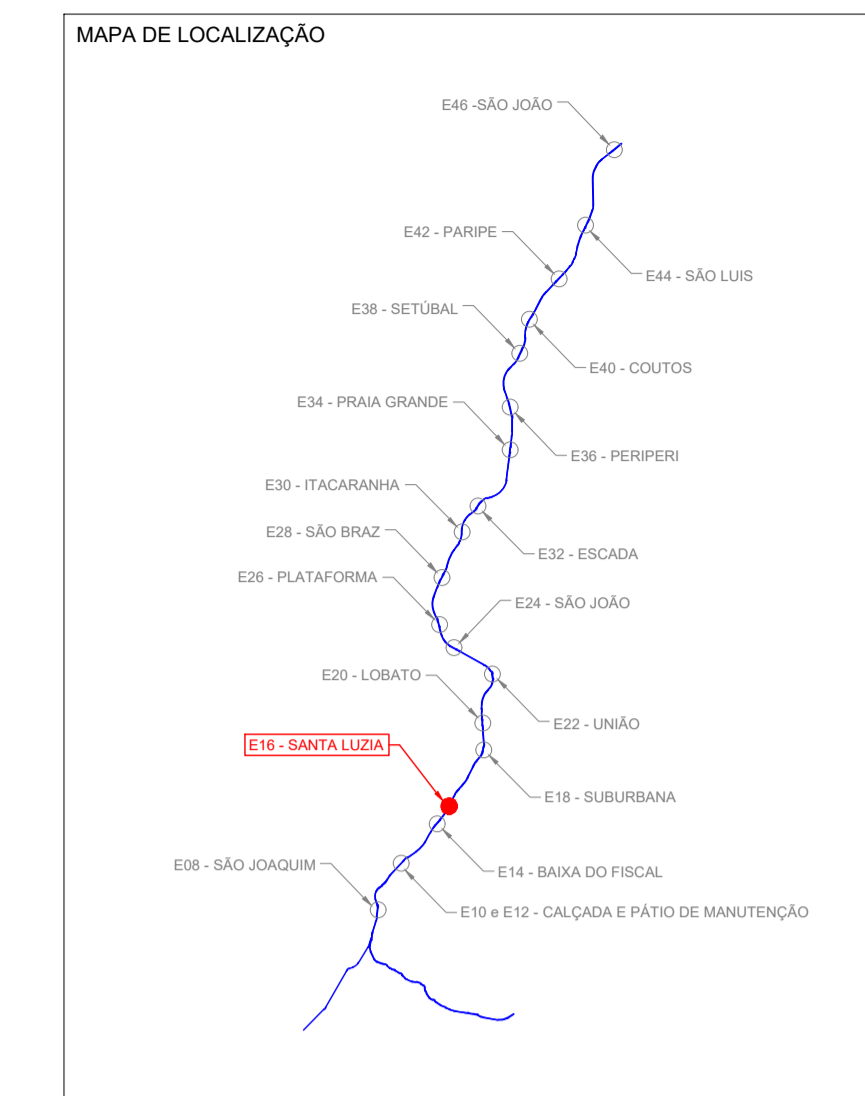 MAPA DE LOCALIZAÇÃO
E46 -SÃO JOÃO
E42 - PARIPE
E44 - SÃO LUIS
E38 - SETÚBAL
E40 - COUTOS
E34 - PRAIA GRANDE
E36 - PERIPERI
E30 - ITACARANHA
E28 - SÃO BRAZ
E32 - ESCADA
E26 - PLATAFORMA
E24 - SÃO JOÃO
E20 - LOBATO
E22 - UNIÃO
E16 - SANTA LUZIA
E18 - SUBURBANA
E08 - SÃO JOAQUIM
E14 - BAIXA DO FISCAL
E10 e E12 - CALÇADA E PÁTIO DE MANUTENÇÃO